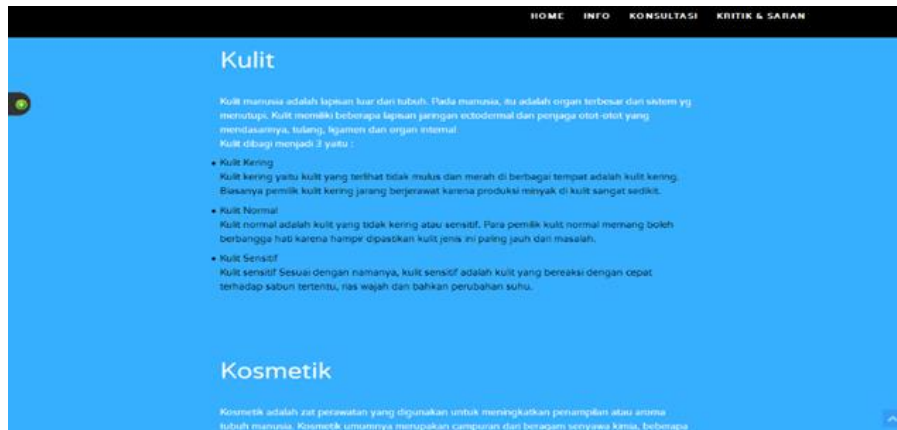 HOME INFO KONSULTASI KRITIK & SARAN
Kulit
Kulit manusia adalah lapisan luar dari tubuh. Pada manusia, itu adalah organ terbesar dari sistem yg
menutupi. Kulit memiliki beberapa lapisan jaringan ectodermal dan penjaga otot-otot yang
mendasarinya, tulang, ligamen dan organ internal
Kulit dibagi menjadi 3 yaitu :
• Kulit Kering
Kulit kering yaitu kulit yang terlihat tidak mulus dan merah di berbagai tempat adalah kulit kering.
Biasanya pemilik kulit kering jarang berjerawat karena produksi minyak di kulit sangat sedikit.
• Kulit Normal
Kulit normal adalah kulit yang tidak kering atau sensitif. Para pemilik kulit normal memang boleh
berbangga hati karena hampir dipastikan kulit jenis ini paling jauh dari masalah.
• Kulit Sensitif
Kulit sensitif Sesuai dengan namanya, kulit sensitif adalah kulit yang bereaksi dengan cepat
terhadap sabun tertentu, rias wajah dan bahkan perubahan suhu.
Kosmetik
Kosmetik adalah zat perawatan yang digunakan untuk meningkatkan penampilan atau aroma
tubuh manusia. Kosmetik umumnya merupakan campuran dari beragam senyawa kimia, beberapa